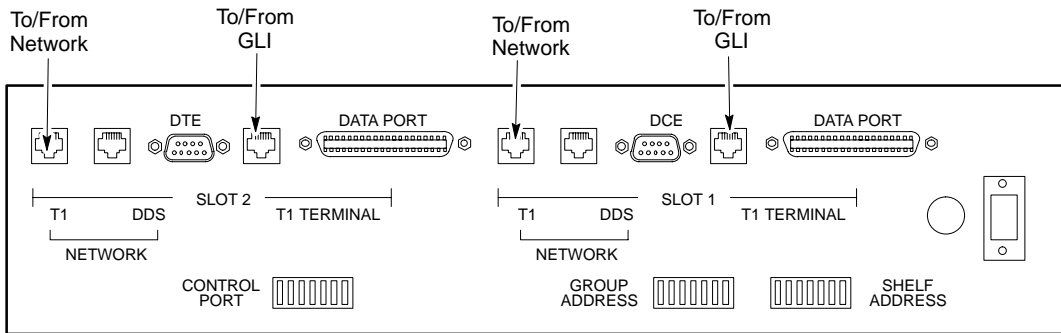 To/From
Network
To/From
GLI
To/From
Network
To/From
GLI
DTE
DATA PORT
DCE
DATA PORT
SLOT 2
SLOT 1
T1
DDS
T1 TERMINAL
T1
DDS
T1 TERMINAL
NETWORK
NETWORK
CONTROL
PORT
GROUP
ADDRESS
SHELF
ADDRESS